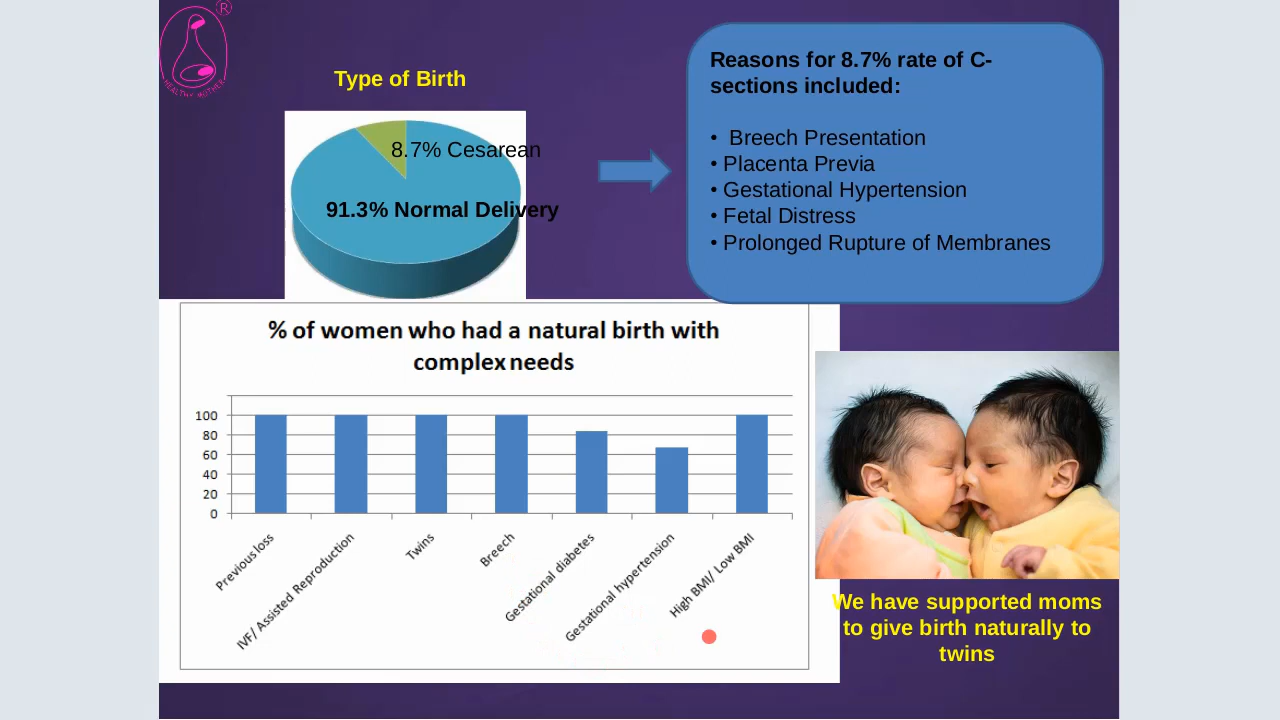 ®
HEALTHY MOTHER
Type of Birth
8.7% Cesarean
91.3% Normal Delivery
Reasons for 8.7% rate of C-
sections included:
• Breech Presentation
• Placenta Previa
• Gestational Hypertension
• Fetal Distress
• Prolonged Rupture of Membranes
% of women who had a natural birth with
complex needs
100
80
60
40
20
0
Previous loss
IVF/ Assisted Reproduction
Twins
Breech
Gestational diabetes
Gestational hypertension
High BMI/ Low BMI
We have supported moms
to give birth naturally to
twins